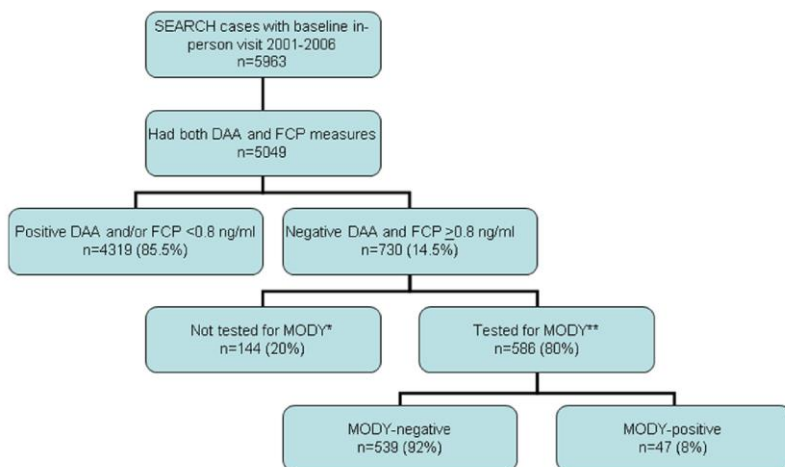 SEARCH cases with baseline in-
person visit 2001-2006
n=5963
Had both DAA and FCP measures
n=5049
Positive DAA and/or FCP <0.8 ng/ml
n=4319 (85.5%)
Negative DAA and FCP ≥0.8 ng/ml
n=730 (14.5%)
Not tested for MODY*
n=144 (20%)
Tested for MODY**
n=586 (80%)
MODY-negative
n=539 (92%)
MODY-positive
n=47 (8%)